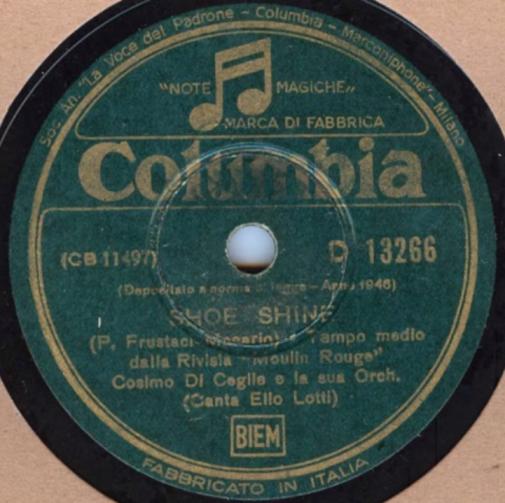 Soc. An. "La Voce del Padrone - Columbia - Marconiphone" - Milano
"NOTE MAGICHE"
MARCA DI FABBRICA
Columbia
(CB 11497) D 13266
(Depositato a norma di legge - Anno 1946)
SHOE SHINE
(P. Frustaci-Macario) - Tempo medio
dalla Rivista "Moulin Rouge"
Cosimo Di Ceglie e la sua Orch.
(Canta Elio Lotti)
BIEM
FABBRICATO IN ITALIA